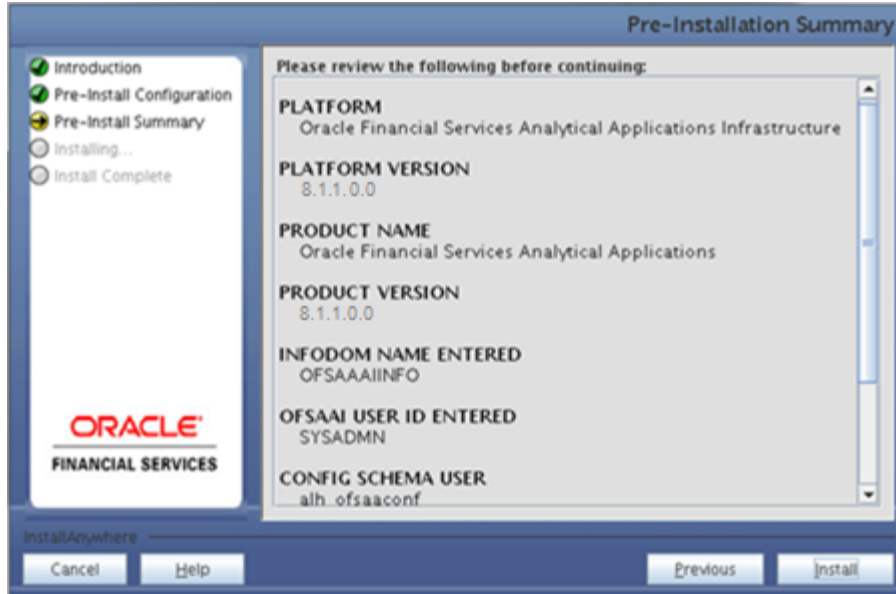 Pre-Installation Summary
Introduction
Pre-Install Configuration
Pre-Install Summary
Installing...
Install Complete
ORACLE
FINANCIAL SERVICES
Please review the following before continuing:
PLATFORM
Oracle Financial Services Analytical Applications Infrastructure
PLATFORM VERSION
8.1.1.0.0
PRODUCT NAME
Oracle Financial Services Analytical Applications
PRODUCT VERSION
8.1.1.0.0
INFODOM NAME ENTERED
OFSAAAIINFO
OFSAAI USER ID ENTERED
SYSADMN
CONFIG SCHEMA USER
alh_ofsaaconf
InstallAnywhere
Cancel
Help
Previous
Install